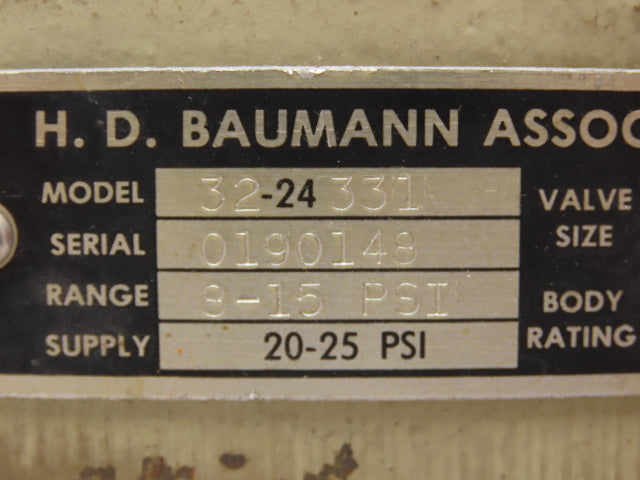 H. D. BAUMANN ASSOC
MODEL 32-24331 VALVE
SERIAL 0190148 SIZE
RANGE 8-15 PSI BODY
SUPPLY 20-25 PSI RATING